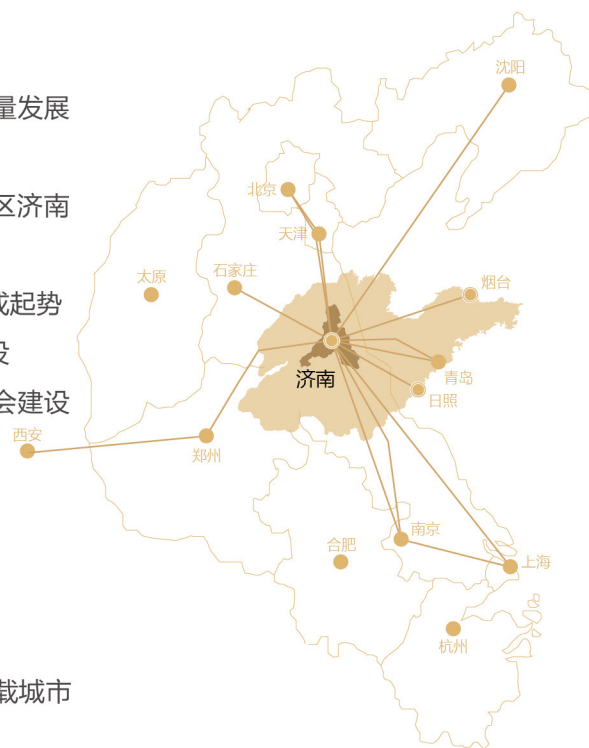 沈阳
量发展
北京
区济南
天津
太原
石家庄
烟台
起势
济南
青岛
会建设
日照
西安
郑州
南京
合肥
上海
杭州
载城市